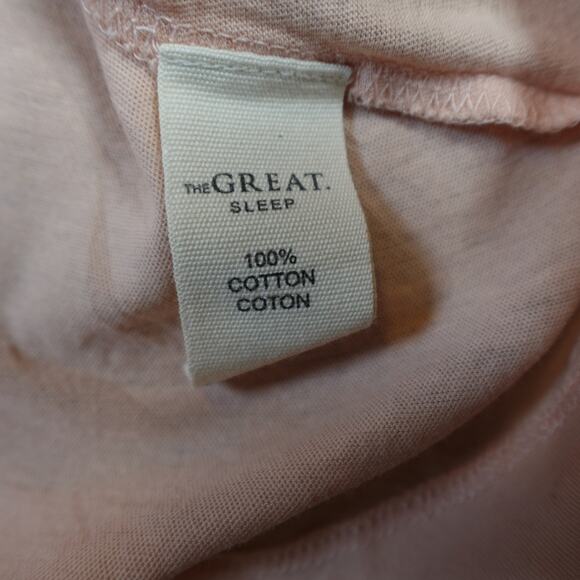 THE GREAT.
SLEEP
100%
COTTON
COTON